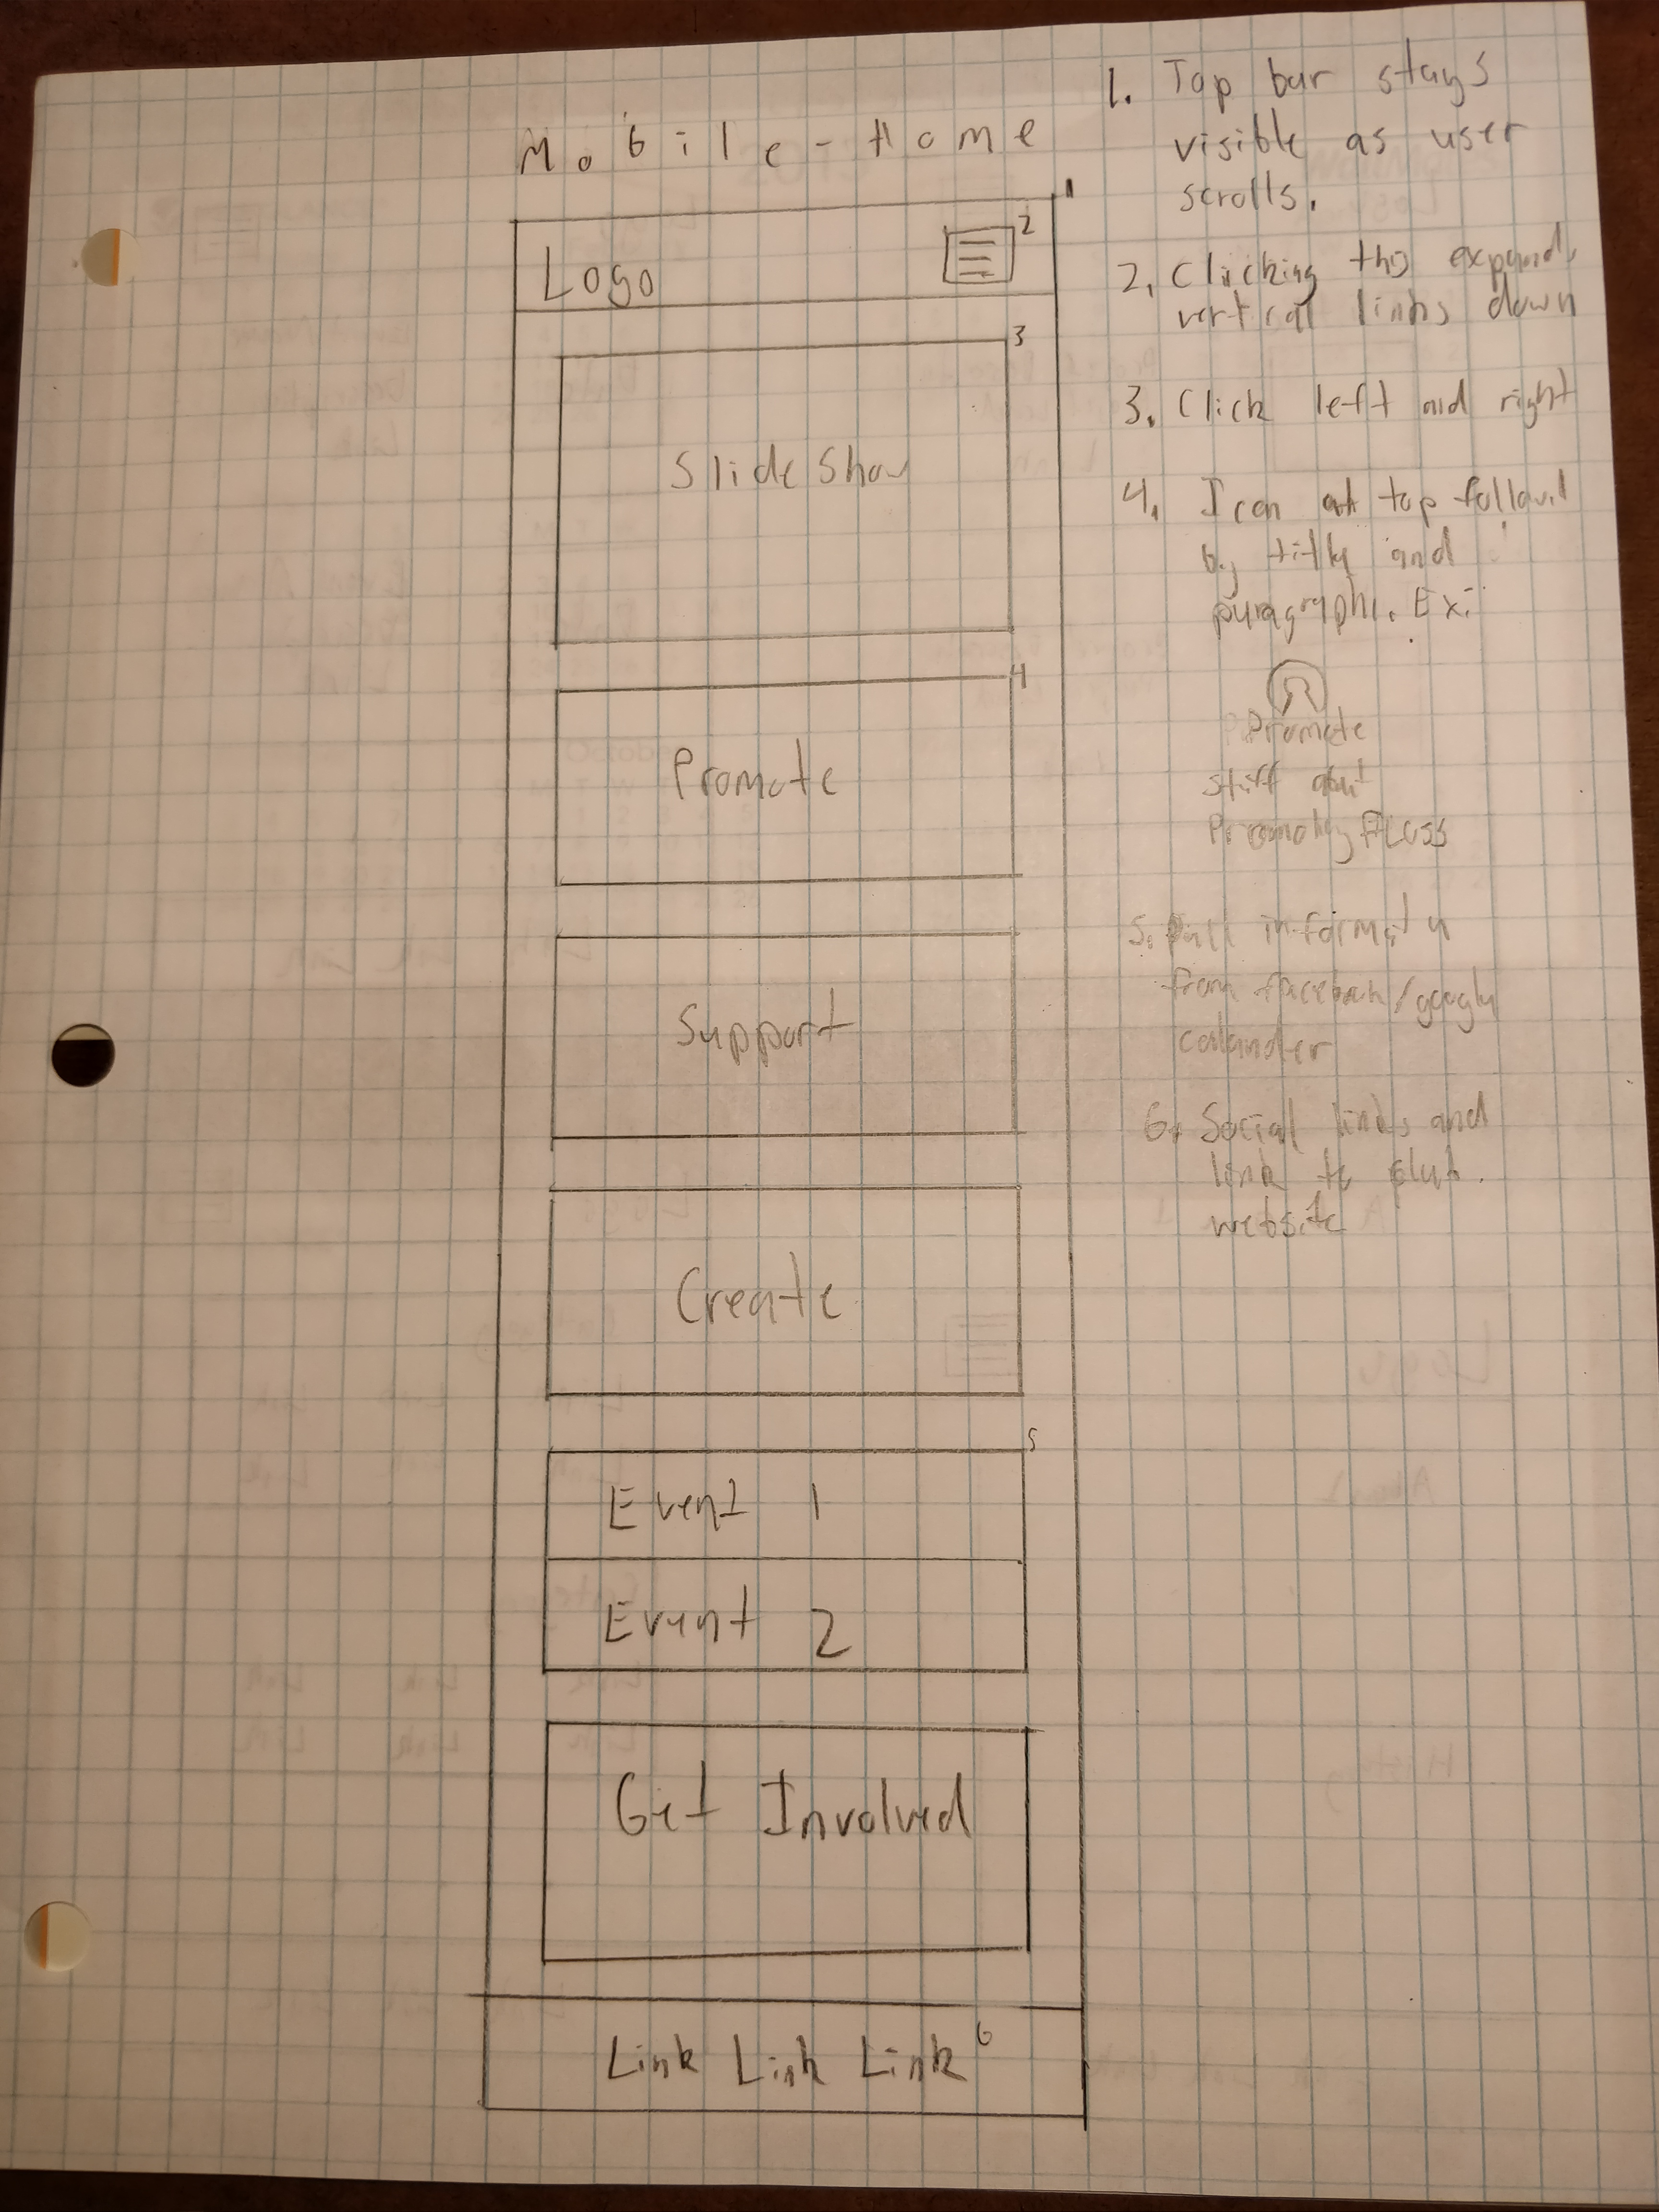 Mobile-Home
1
Logo
2
3
Slide Show
4
Promote
Support
Create
5
Event 1
Event 2
Get Involved
Link Link Link 6
1. Top bar stays
visible as user
scrolls.
2. Clicking this expands
vertical links down
3. Click left and right
4. Icon at top followed
by title and
paragraph. Ex:
Promote
stuff about
Promoting FLOSS
5. Pull information
from facebook/google
calander
6. Social links and
link to club
website